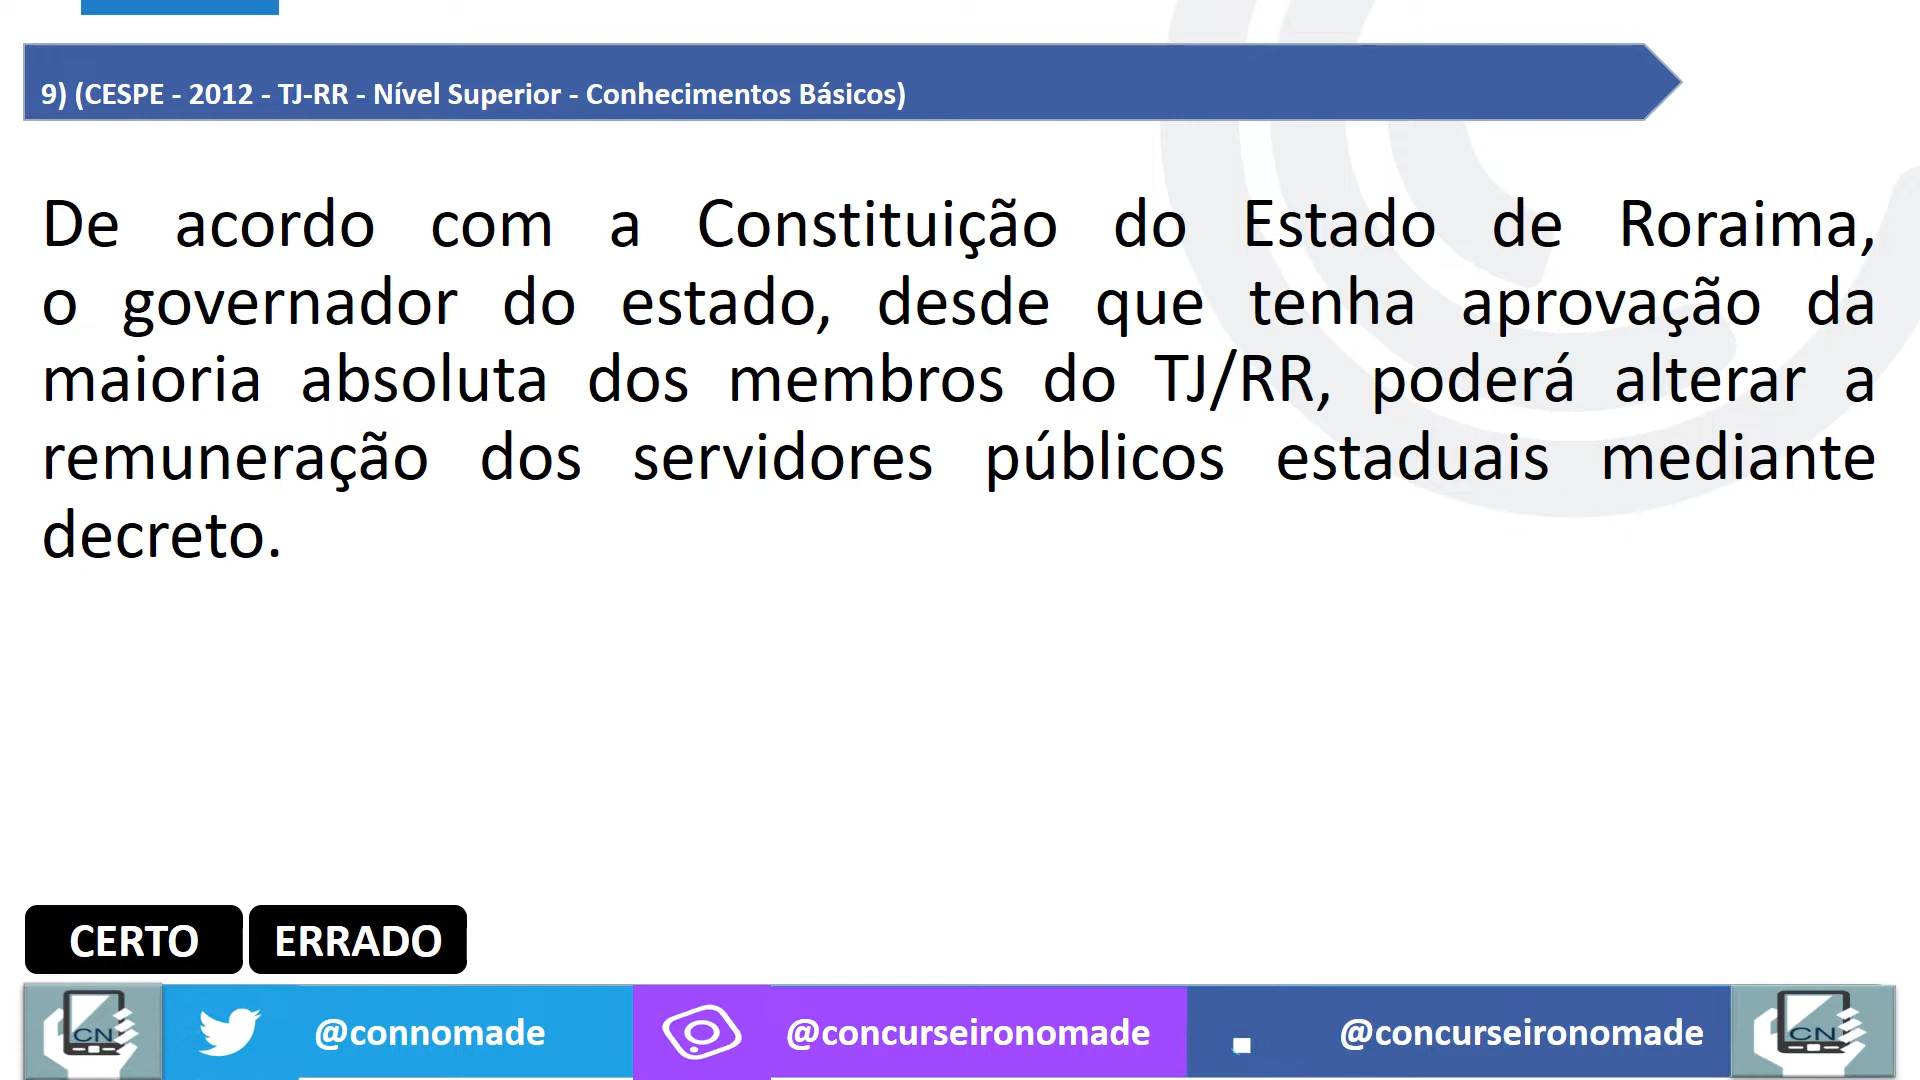 9) (CESPE - 2012 - TJ-RR - Nível Superior - Conhecimentos Básicos)
De acordo com a Constituição do Estado de Roraima,
o governador do estado, desde que tenha aprovação da
maioria absoluta dos membros do TJ/RR, poderá alterar a
remuneração dos servidores públicos estaduais mediante
decreto.
CERTO ERRADO
CN @connomade @concurseironomade @concurseironomade CN